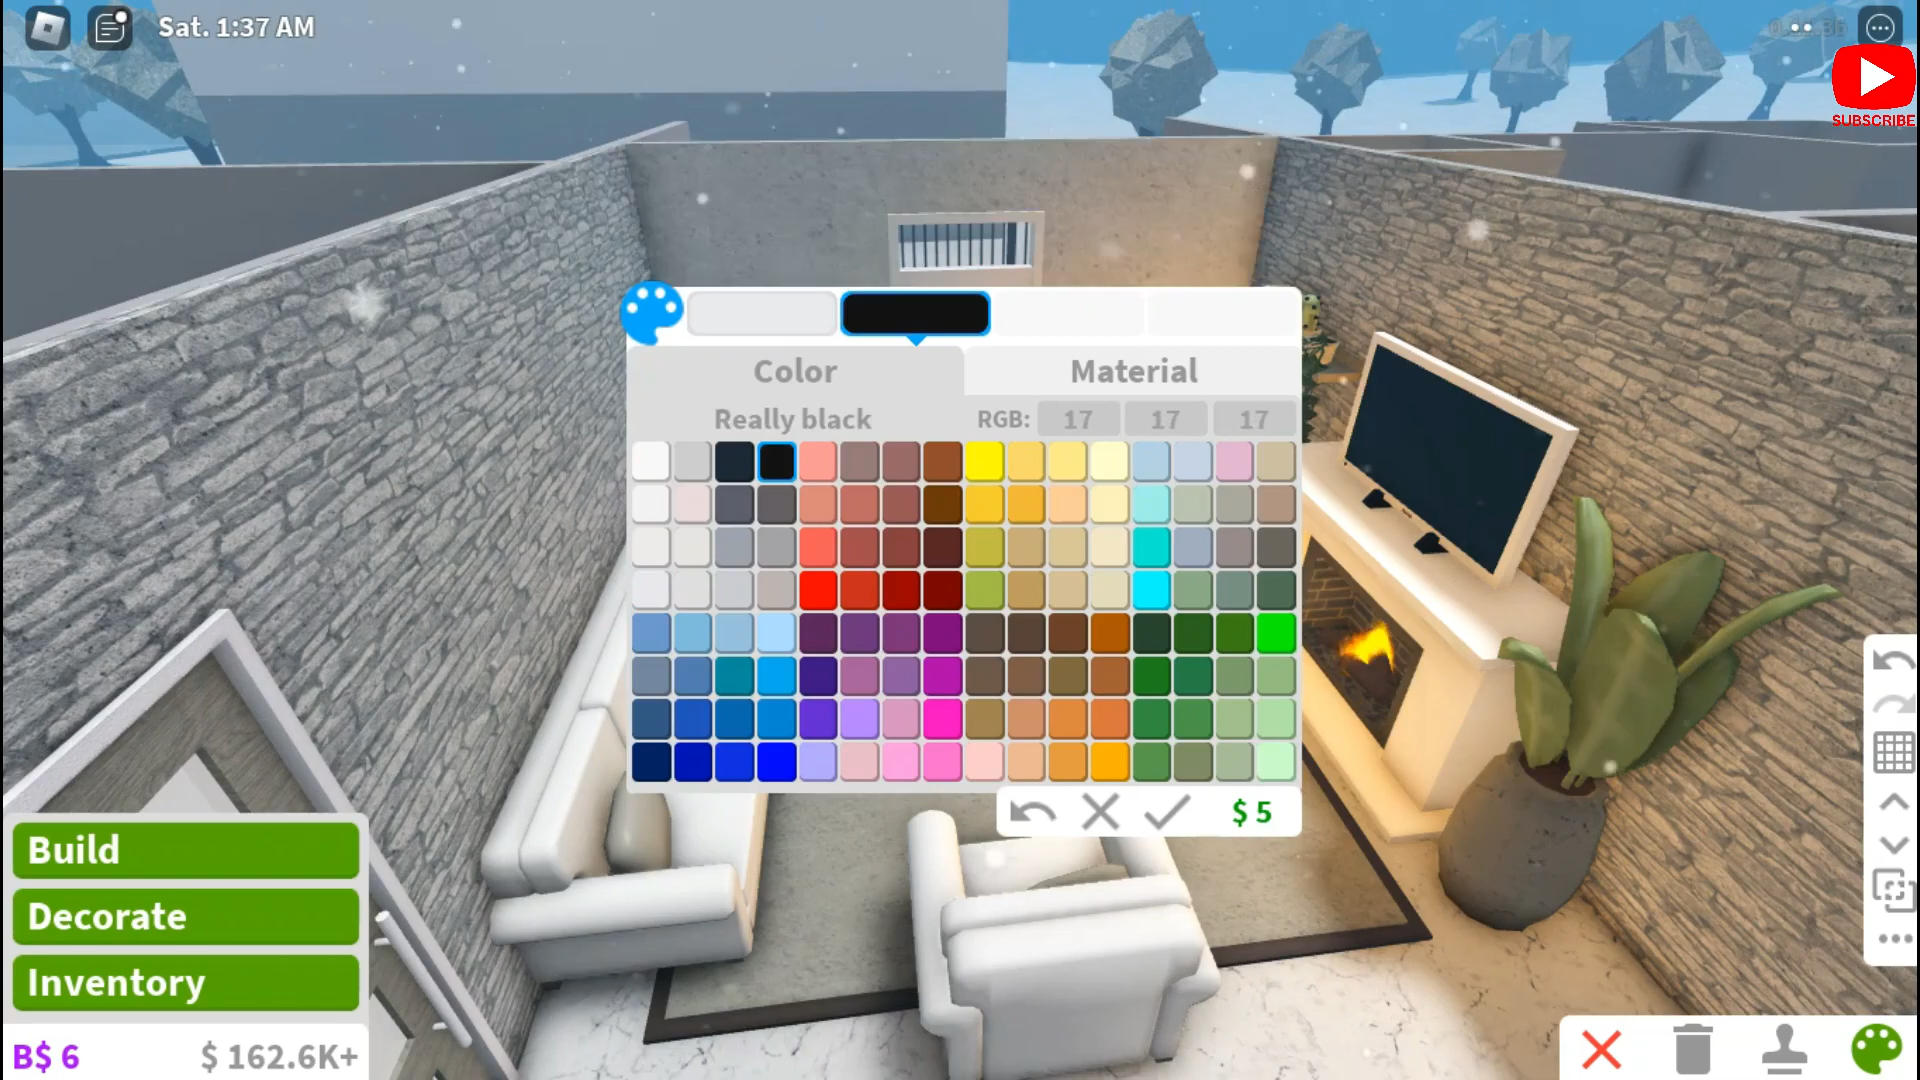 Sat. 1:37 AM
SUBSCRIBE
Color
Material
Really black
RGB: 17 17 17
$ 5
Build
Decorate
Inventory
B$ 6
$ 162.6K+